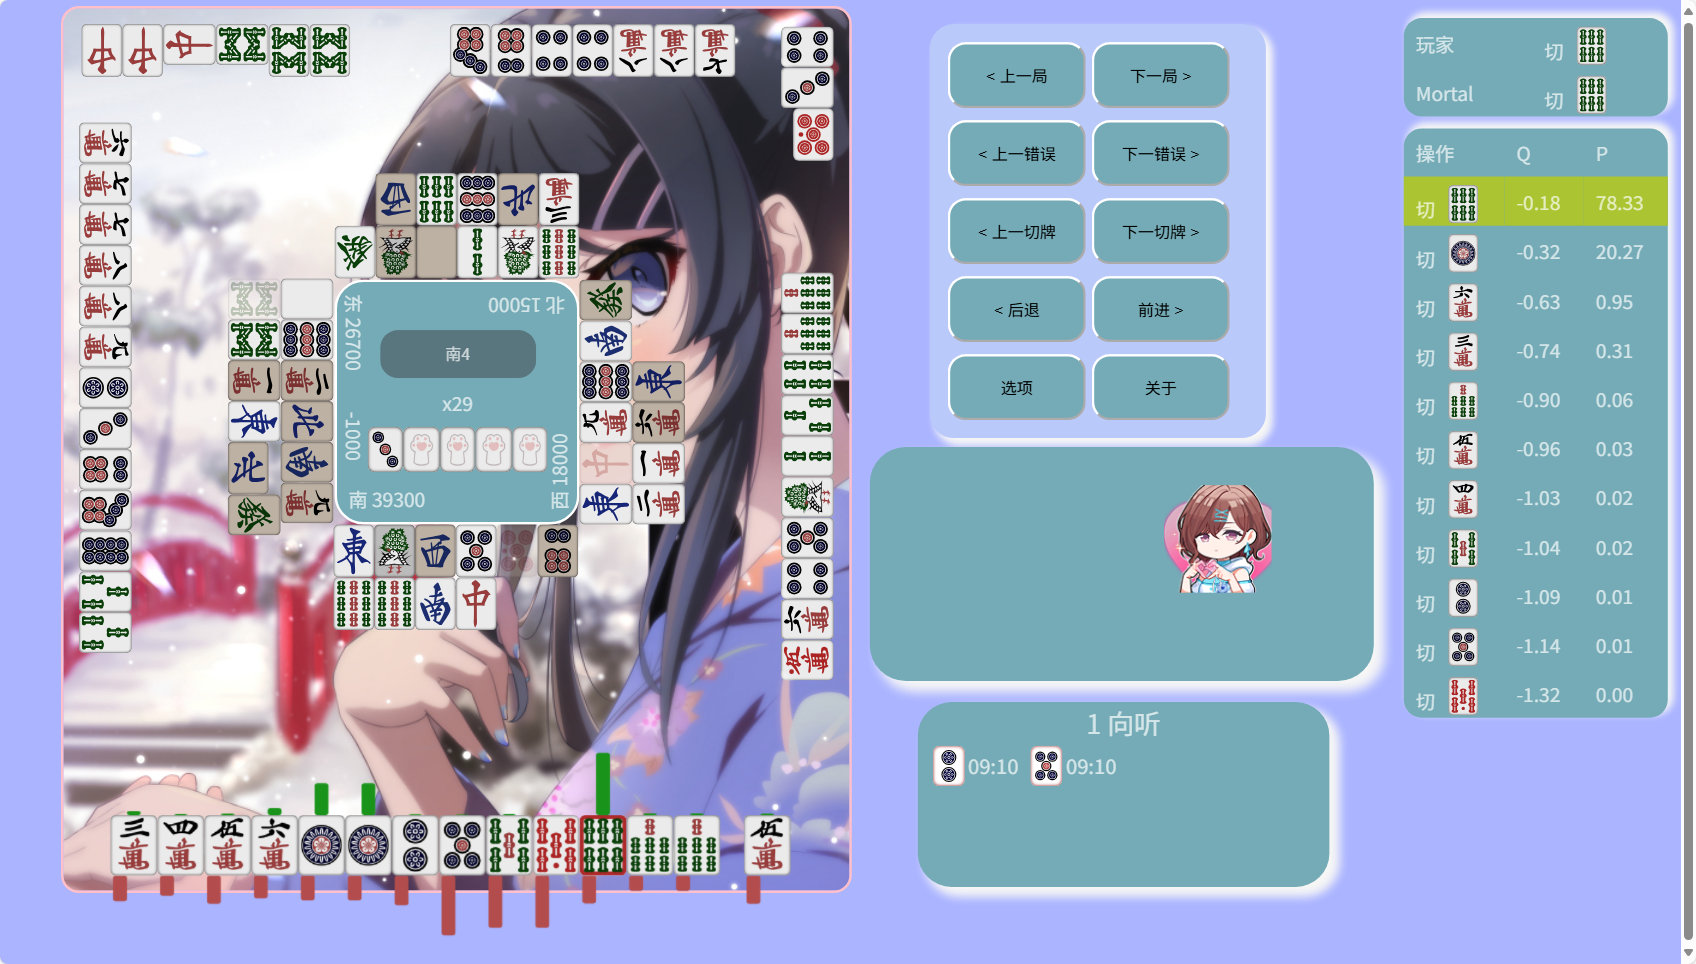 东 26700
-1000
北 15000
南4
x29
南 39300
西 18000
< 上一局
下一局 >
< 上一错误
下一错误 >
< 上一切牌
下一切牌 >
< 后退
前进 >
选项
关于
1 向听
09:10
09:10
玩家 切
Mortal 切
操作 Q P
切 -0.18 78.33
切 -0.32 20.27
切 -0.63 0.95
切 -0.74 0.31
切 -0.90 0.06
切 -0.96 0.03
切 -1.03 0.02
切 -1.04 0.02
切 -1.09 0.01
切 -1.14 0.01
切 -1.32 0.00